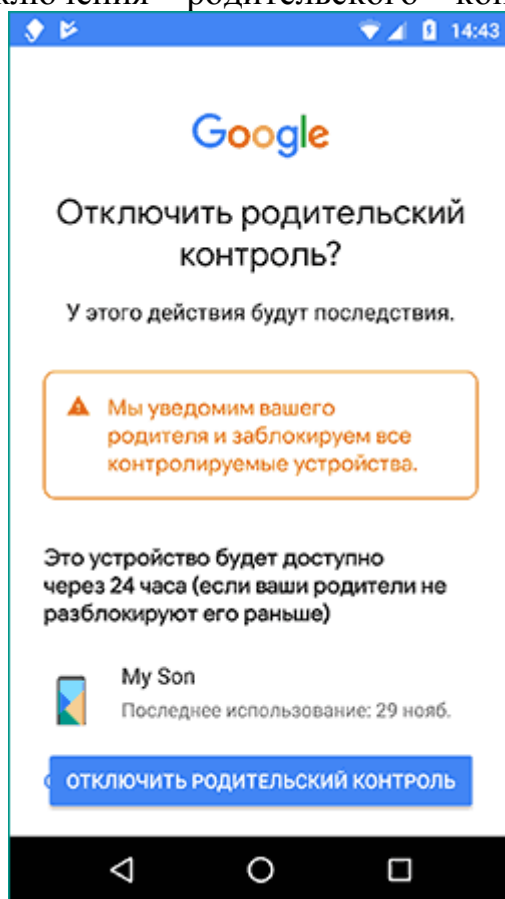 родительского
14:43
Google
Отключить родительский
контроль?
У этого действия будут последствия.
Мы уведомим вашего
родителя и заблокируем все
контролируемые устройства.
Это устройство будет доступно
через 24 часа (если ваши родители не
разблокируют его раньше)
My Son
Последнее использование: 29 нояб.
ОТКЛЮЧИТЬ РОДИТЕЛЬСКИЙ КОНТРОЛЬ